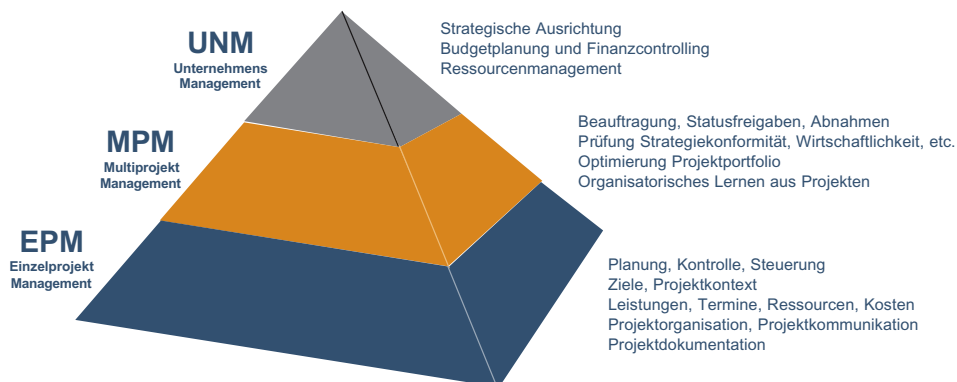 UNM
Unternehmens
Management
Strategische Ausrichtung
Budgetplanung und Finanzcontrolling
Ressourcenmanagement
MPM
Multiprojekt
Management
Beauftragung, Statusfreigaben, Abnahmen
Prüfung Strategiekonformität, Wirtschaftlichkeit, etc.
Optimierung Projektportfolio
Organisatorisches Lernen aus Projekten
EPM
Einzelprojekt
Management
Planung, Kontrolle, Steuerung
Ziele, Projektkontext
Leistungen, Termine, Ressourcen, Kosten
Projektorganisation, Projektkommunikation
Projektdokumentation